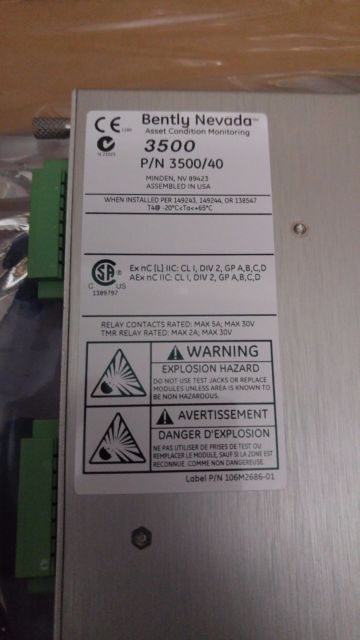 CE 1180
Bently Nevada™
Asset Condition Monitoring
N 21025
3500
P/N 3500/40
MINDEN, NV 89423
ASSEMBLED IN USA
WHEN INSTALLED PER 149243, 149244, OR 138547
T4@ -20°C<Ta<+65°C
Ex nC [L] IIC: CL I, DIV 2, GP A,B,C,D
C US
AEx nC IIC: CL I, DIV 2, GP A,B,C,D
1389797
RELAY CONTACTS RATED: MAX 5A; MAX 30V
TMR RELAY RATED: MAX 2A; MAX 30V
WARNING
EXPLOSION HAZARD
DO NOT USE TEST JACKS OR REPLACE
MODULES UNLESS AREA IS KNOWN TO
BE NON HAZARDOUS.
AVERTISSEMENT
DANGER D'EXPLOSION
NE PAS UTILISER DE PRISES DE TEST OU
REMPLACER LE MODULE, SAUF SI LA ZONE EST
RECONNUE COMME NON DANGEREUSE.
Label P/N 106M2686-01